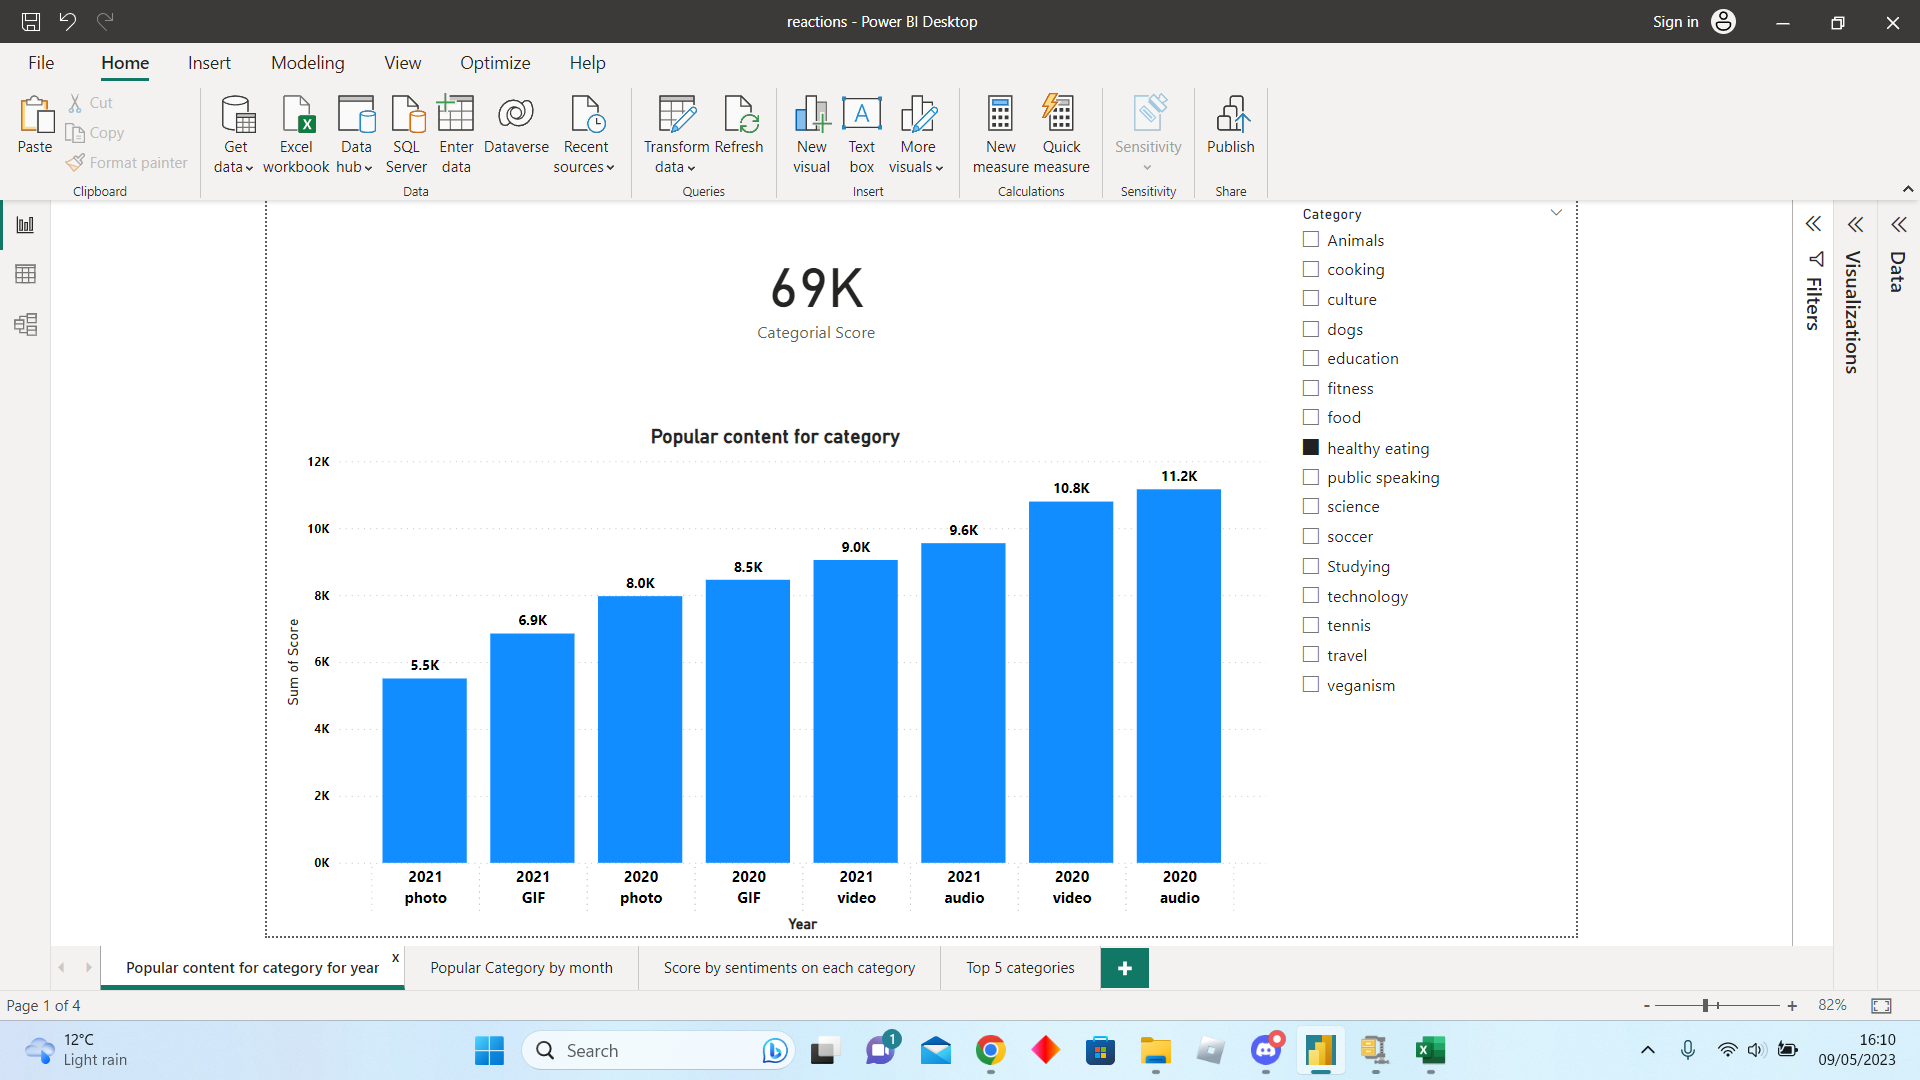 reactions - Power BI Desktop
Sign in
File Home Insert Modeling View Optimize Help
Paste
Cut
Copy
Format painter
Clipboard
Get data
Excel workbook
Data hub
SQL Server
Enter data
Dataverse
Recent sources
Data
Transform data
Refresh
Queries
New visual
Text box
More visuals
Insert
New measure
Quick measure
Calculations
Sensitivity
Sensitivity
Publish
Share
69K
Categorial Score
Popular content for category
Sum of Score
12K
10K
8K
6K
4K
2K
0K
5.5K
6.9K
8.0K
8.5K
9.0K
9.6K
10.8K
11.2K
2021 photo
2021 GIF
2020 photo
2020 GIF
2021 video
2021 audio
2020 video
2020 audio
Year
Category
Animals
cooking
culture
dogs
education
fitness
food
healthy eating
public speaking
science
soccer
Studying
technology
tennis
travel
veganism
Filters
Visualizations
Data
Popular content for category for year x
Popular Category by month
Score by sentiments on each category
Top 5 categories
+
Page 1 of 4
- + 82%
12°C
Light rain
Search
1
16:10
09/05/2023